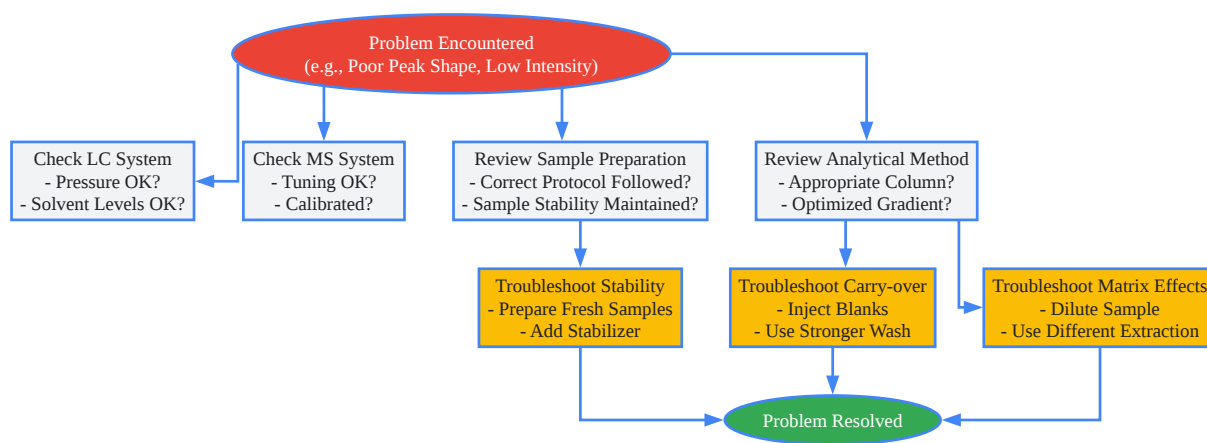 Problem Encountered
(e.g., Poor Peak Shape, Low Intensity)
Check LC System
- Pressure OK?
- Solvent Levels OK?
Check MS System
- Tuning OK?
- Calibrated?
Review Sample Preparation
- Correct Protocol Followed?
- Sample Stability Maintained?
Review Analytical Method
- Appropriate Column?
- Optimized Gradient?
Troubleshoot Stability
- Prepare Fresh Samples
- Add Stabilizer
Troubleshoot Carry-over
- Inject Blanks
- Use Stronger Wash
Troubleshoot Matrix Effects
- Dilute Sample
- Use Different Extraction
Problem Resolved